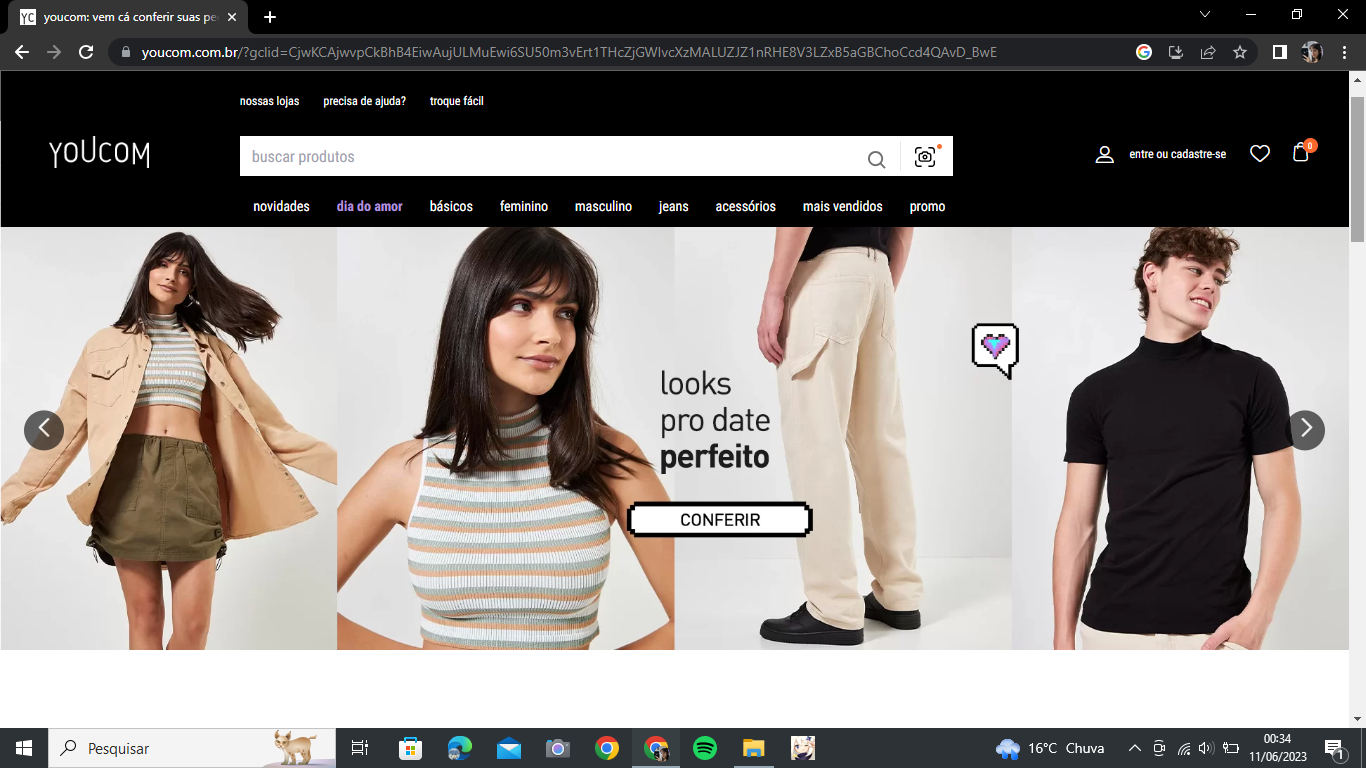 YC youcom: vem cá conferir suas pe
youcom.com.br/?gclid=CjwKCAjwvpCkBhB4EiwAujULMuEwi6SU50m3vErt1THcZjGWIvcXzMALUZJZ1nRHE8V3LZxB5aGBChoCcd4QAvD_BwE
nossas lojas precisa de ajuda? troque fácil
YOUCOM
buscar produtos
entre ou cadastre-se
0
novidades dia do amor básicos feminino masculino jeans acessórios mais vendidos promo
looks
pro date
perfeito
CONFERIR
Pesquisar
16°C Chuva
00:34
11/06/2023
1